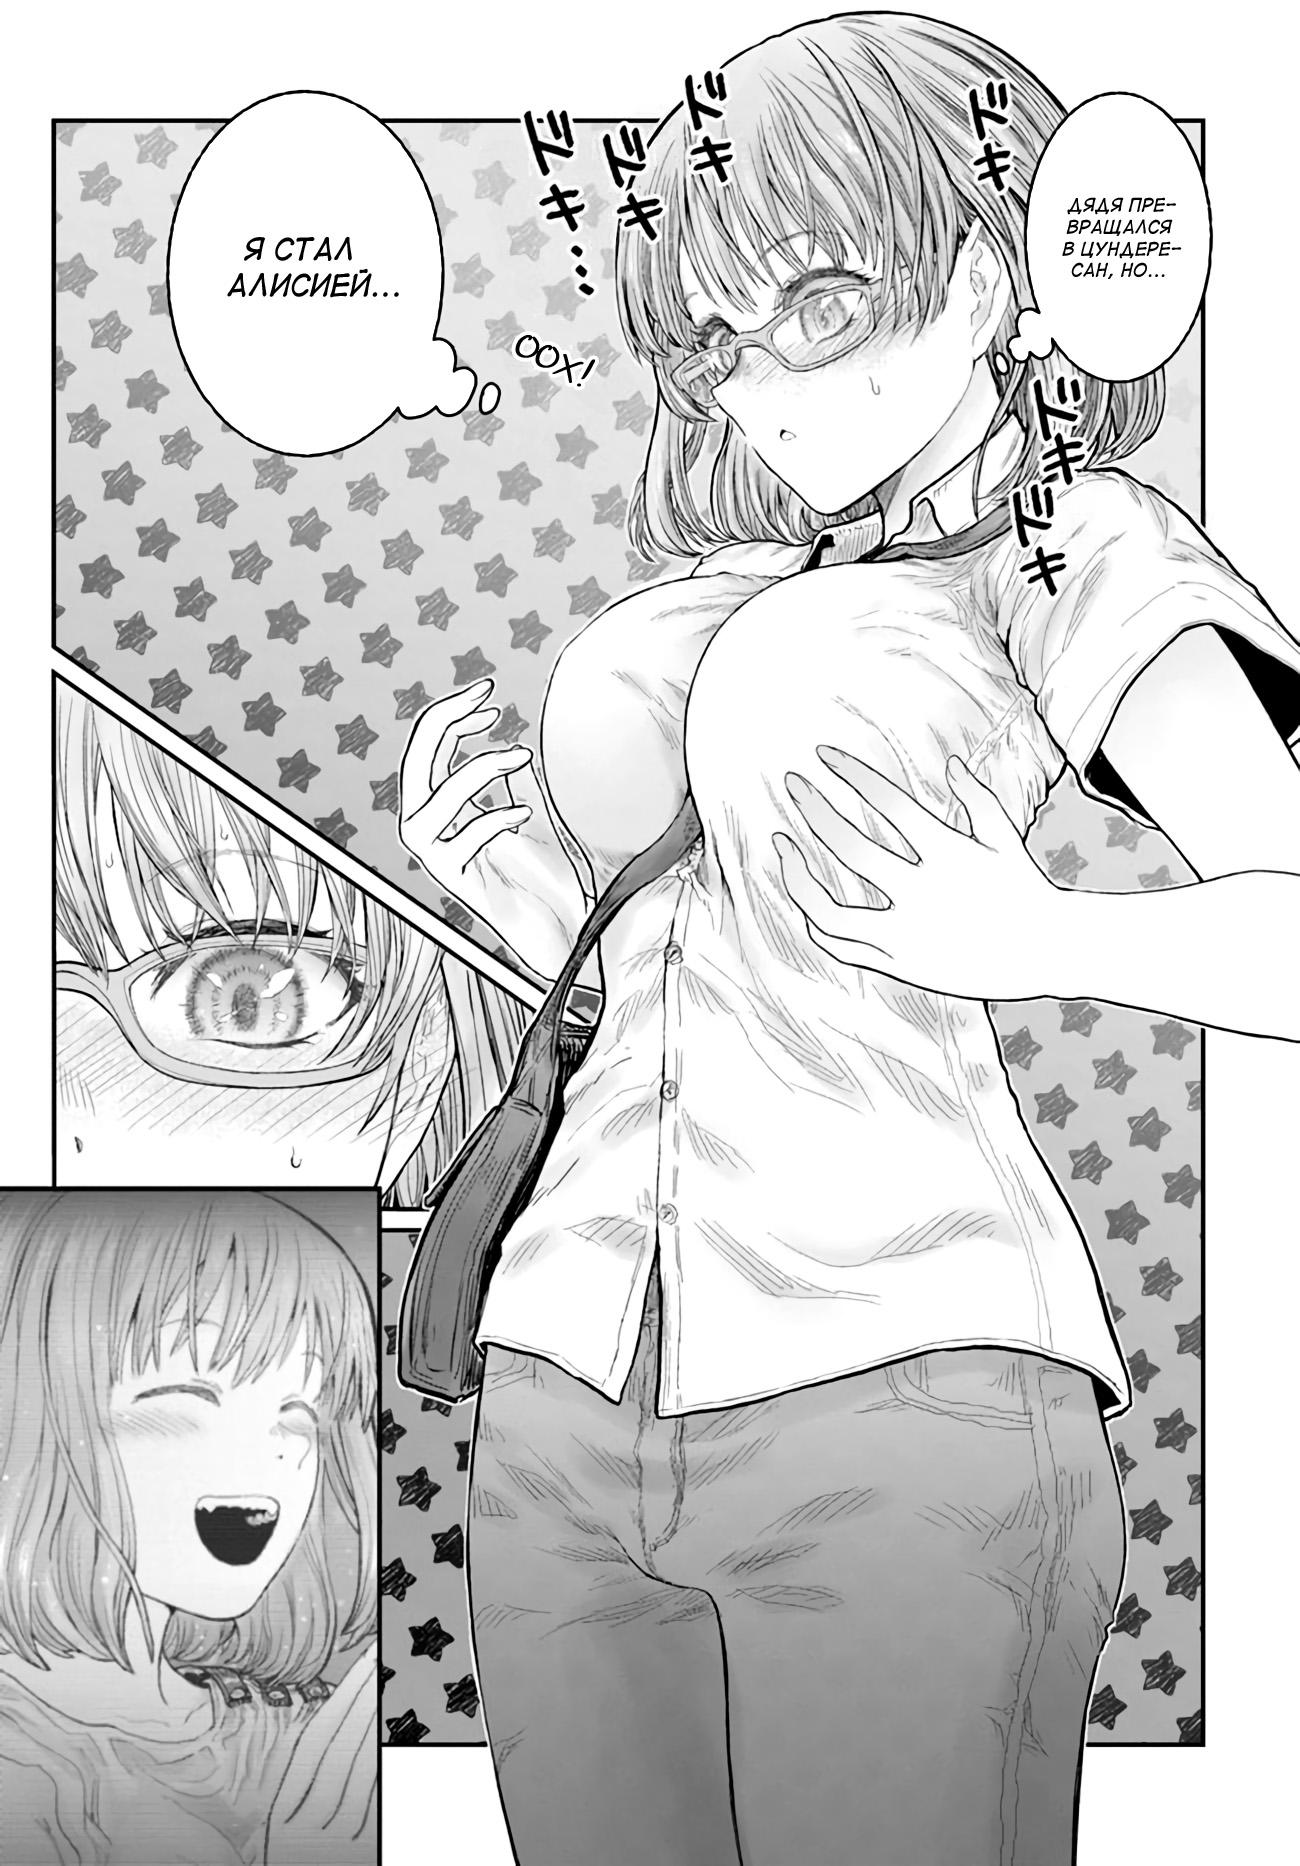 ДЯДЯ ПРЕ-
ВРАЩАЛСЯ
В ЦУНДЕРЕ-
САН, НО...
ドキ
ドキ
ドキ...
Я СТАЛ
АЛИСИЕЙ...
ООХ!
ドキ
ドキ